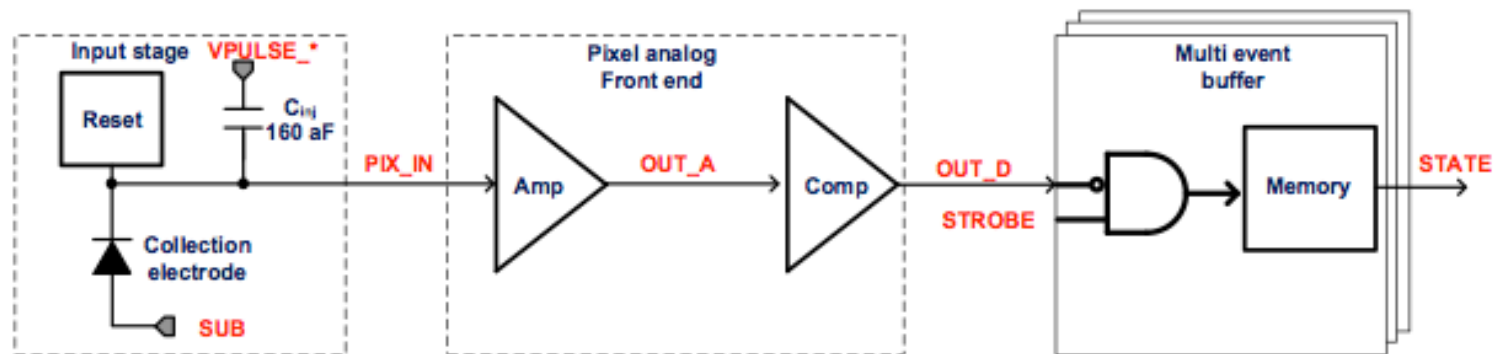 Input stage
VPULSE_*
Reset
Cinj
160 aF
Collection
electrode
SUB
PIX_IN
Pixel analog
Front end
Amp
OUT_A
Comp
OUT_D
STROBE
Multi event
buffer
Memory
STATE